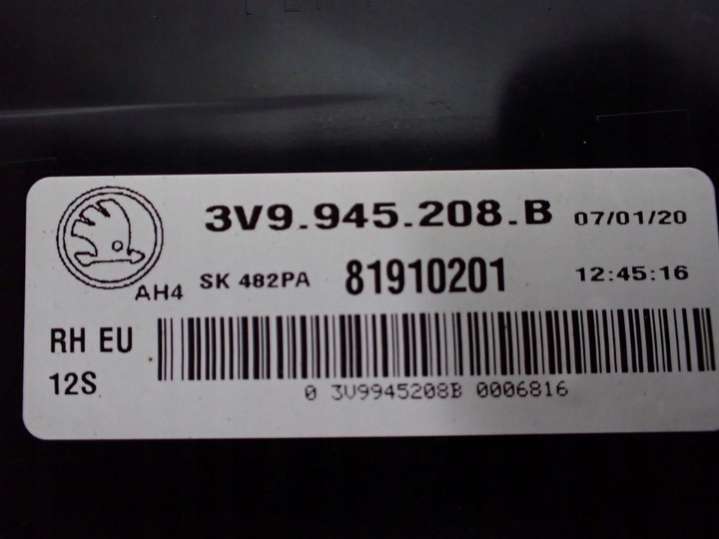 3V9.945.208.B 07/01/20
AH4 SK 482PA 81910201 12:45:16
RH EU
12S
0 3V9945208B 0006816